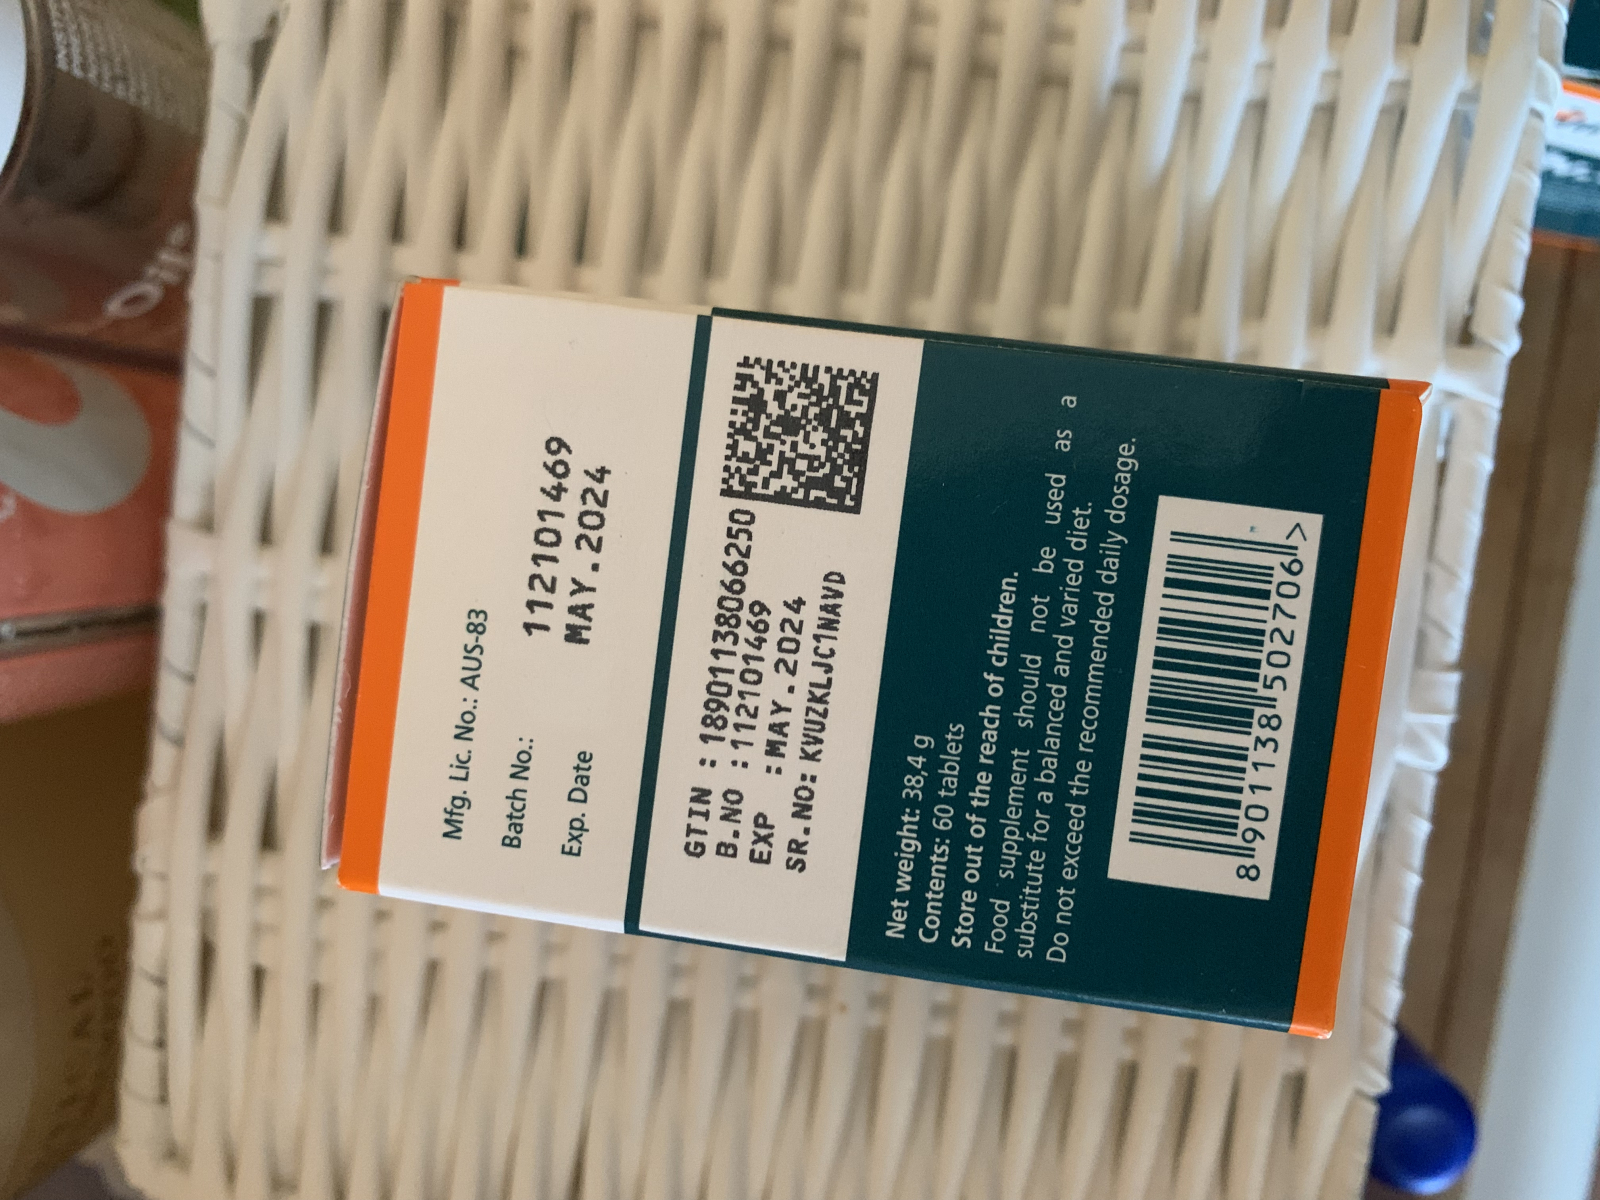 Mfg. Lic. No.: AUS-83
Batch No.: 112101469
Exp. Date MAY.2024
GTIN : 18901138066250
B.NO :112101469
EXP :MAY.2024
SR.NO: KVUZKLJC1NAVD
Net weight: 38,4 g
Contents: 60 tablets
Store out of the reach of children.
Food supplement should not be used as a
substitute for a balanced and varied diet.
Do not exceed the recommended daily dosage.
8 901138 502706 >